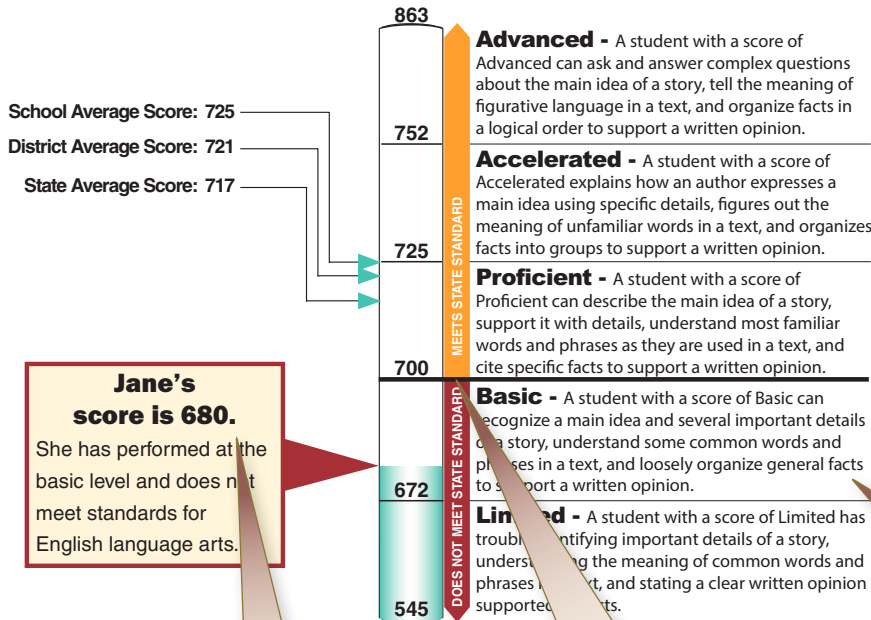 863
Advanced - A student with a score of
Advanced can ask and answer complex questions
about the main idea of a story, tell the meaning of
figurative language in a text, and organize facts in
a logical order to support a written opinion.
School Average Score: 725
District Average Score: 721
State Average Score: 717
752
Accelerated - A student with a score of
Accelerated explains how an author expresses a
main idea using specific details, figures out the
meaning of unfamiliar words in a text, and organizes
facts into groups to support a written opinion.
725
Proficient - A student with a score of
Proficient can describe the main idea of a story,
support it with details, understand most familiar
words and phrases as they are used in a text, and
cite specific facts to support a written opinion.
MEETS STATE STANDARD
700
Jane's
score is 680.
She has performed at the
basic level and does not
meet standards for
English language arts.
Basic - A student with a score of Basic can
recognize a main idea and several important details
of a story, understand some common words and
phrases in a text, and loosely organize general facts
to support a written opinion.
672
Limited - A student with a score of Limited has
trouble identifying important details of a story,
understanding the meaning of common words and
phrases text, and stating a clear written opinion
supported
DOES NOT MEET STATE STANDARD
545